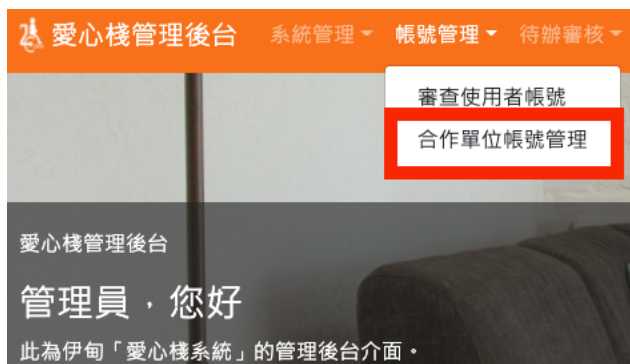 愛心棧管理後台 系統管理 帳號管理 待辦審核
審查使用者帳號
合作單位帳號管理
愛心棧管理後台
管理員，您好
此為伊甸「愛心棧系統」的管理後台介面。